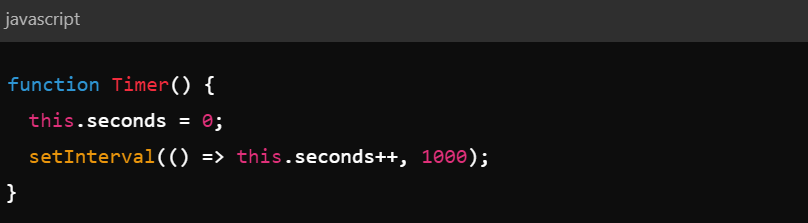 javascript
function Timer() {
  this.seconds = 0;
  setInterval(() => this.seconds++, 1000);
}